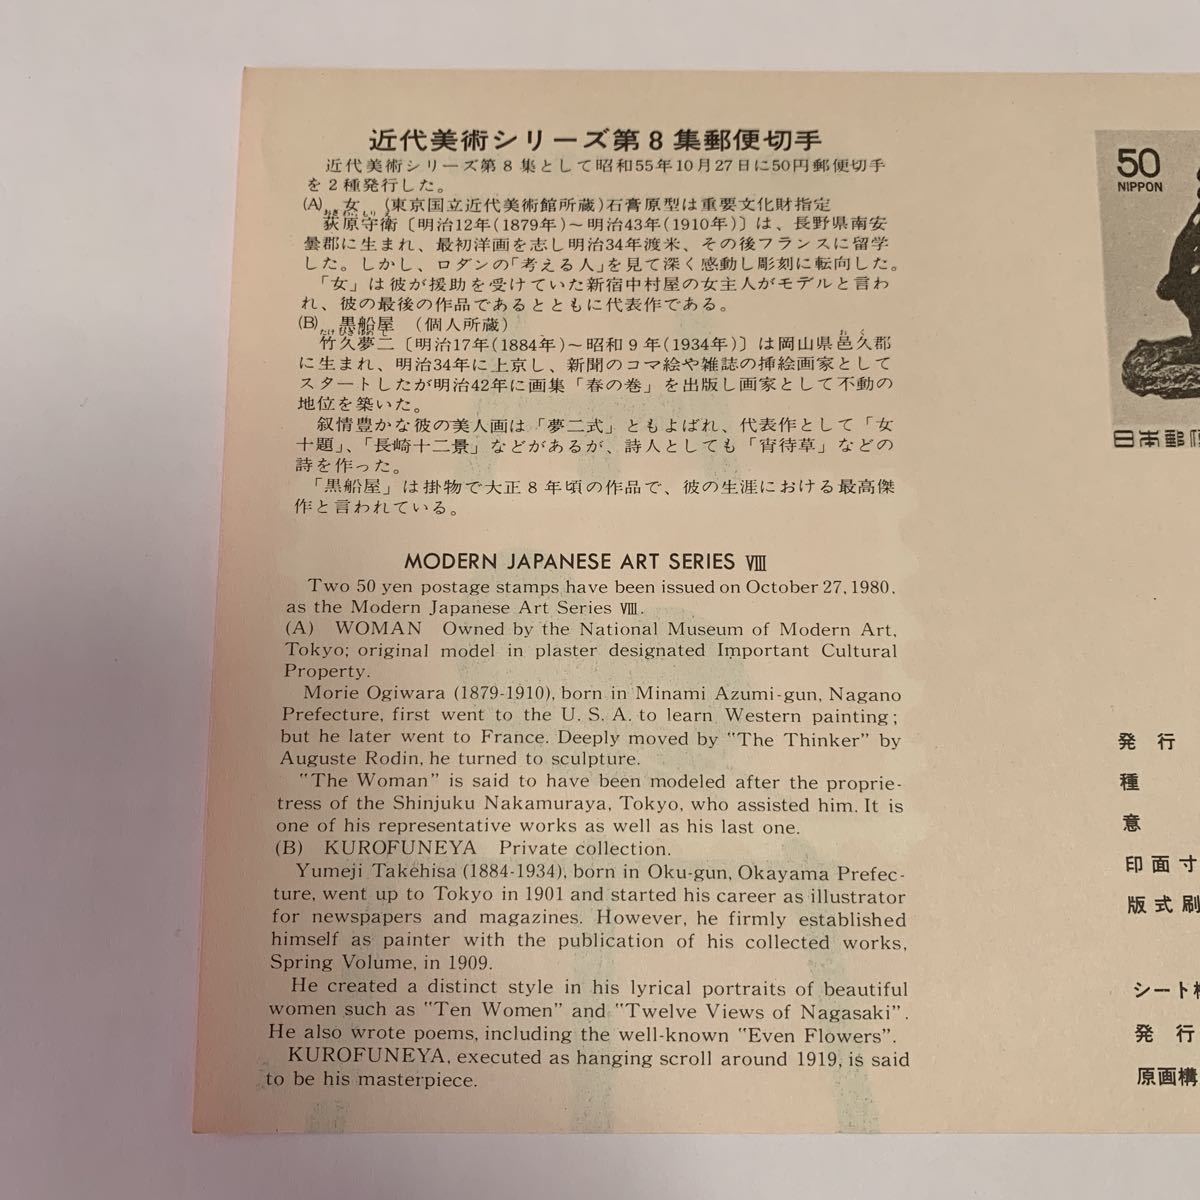 近代美術シリーズ第8集郵便切手
近代美術シリーズ第8集として昭和55年10月27日に50円郵便切手
を2種発行した。
(A) 女 (東京国立近代美術館所蔵)石膏原型は重要文化財指定
おぎわらもりえ
荻原守衛〔明治12年(1879年)〜明治43年(1910年)〕は、長野県南安
曇郡に生まれ、最初洋画を志し明治34年渡米、その後フランスに留学
した。しかし、ロダンの「考える人」を見て深く感動し彫刻に転向した。
「女」は彼が援助を受けていた新宿中村屋の女主人がモデルと言わ
れ、彼の最後の作品であるとともに代表作である。
(B) 黒船屋 (個人所蔵)
たけひさゆめじ おく
竹久夢二〔明治17年(1884年)〜昭和9年(1934年)〕は岡山県邑久郡
に生まれ、明治34年に上京し、新聞のコマ絵や雑誌の挿絵画家として
スタートしたが明治42年に画集「春の巻」を出版し画家として不動の
地位を築いた。
叙情豊かな彼の美人画は「夢二式」ともよばれ、代表作として「女
十題」、「長崎十二景」などがあるが、詩人としても「宵待草」などの
詩を作った。
「黒船屋」は掛物で大正8年頃の作品で、彼の生涯における最高傑
作と言われている。
MODERN JAPANESE ART SERIES Ⅷ
Two 50 yen postage stamps have been issued on October 27, 1980,
as the Modern Japanese Art Series Ⅷ.
(A) WOMAN Owned by the National Museum of Modern Art,
Tokyo; original model in plaster designated Important Cultural
Property.
Morie Ogiwara (1879-1910), born in Minami Azumi-gun, Nagano
Prefecture, first went to the U. S. A. to learn Western painting;
but he later went to France. Deeply moved by "The Thinker" by
Auguste Rodin, he turned to sculpture.
"The Woman" is said to have been modeled after the proprie-
tress of the Shinjuku Nakamuraya, Tokyo, who assisted him. It is
one of his representative works as well as his last one.
(B) KUROFUNEYA Private collection.
Yumeji Takehisa (1884-1934), born in Oku-gun, Okayama Prefec-
ture, went up to Tokyo in 1901 and started his career as illustrator
for newspapers and magazines. However, he firmly established
himself as painter with the publication of his collected works,
Spring Volume, in 1909.
He created a distinct style in his lyrical portraits of beautiful
women such as "Ten Women" and "Twelve Views of Nagasaki".
He also wrote poems, including the well-known "Even Flowers".
KUROFUNEYA, executed as hanging scroll around 1919, is said
to be his masterpiece.
50
NIPPON
日本郵便
発行
種
意
印面寸
版式刷
シート構
発行
原画構